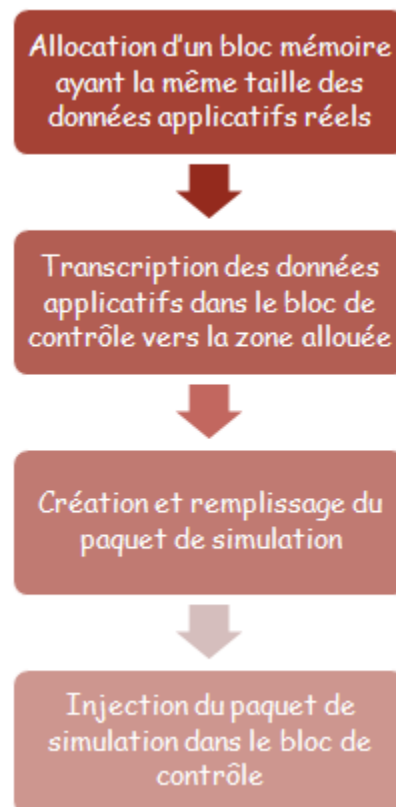 Allocation d'un bloc mémoire
ayant la même taille des
données applicatifs réels
Transcription des données
applicatifs dans le bloc de
contrôle vers la zone allouée
Création et remplissage du
paquet de simulation
Injection du paquet de
simulation dans le bloc de
contrôle